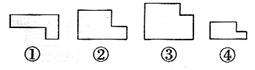 ① ② ③ ④